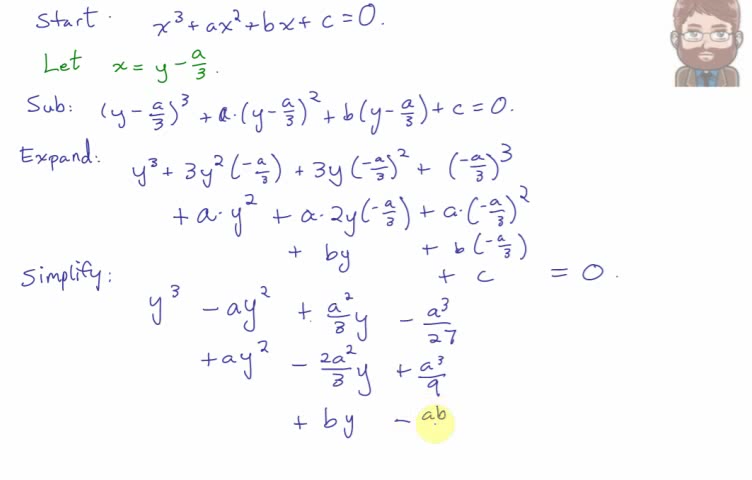 Start: x³ + ax² + bx + c = 0.
Let x = y - a/3.
Sub: (y - a/3)³ + a·(y - a/3)² + b(y - a/3) + c = 0.
Expand: y³ + 3y²(-a/3) + 3y(-a/3)² + (-a/3)³
+ a·y² + a·2y(-a/3) + a·(-a/3)²
+ by + b(-a/3)
+ c = 0.
Simplify:
y³ - ay² + a²/3 y - a³/27
+ ay² - 2a²/3 y + a³/9
+ by - ab